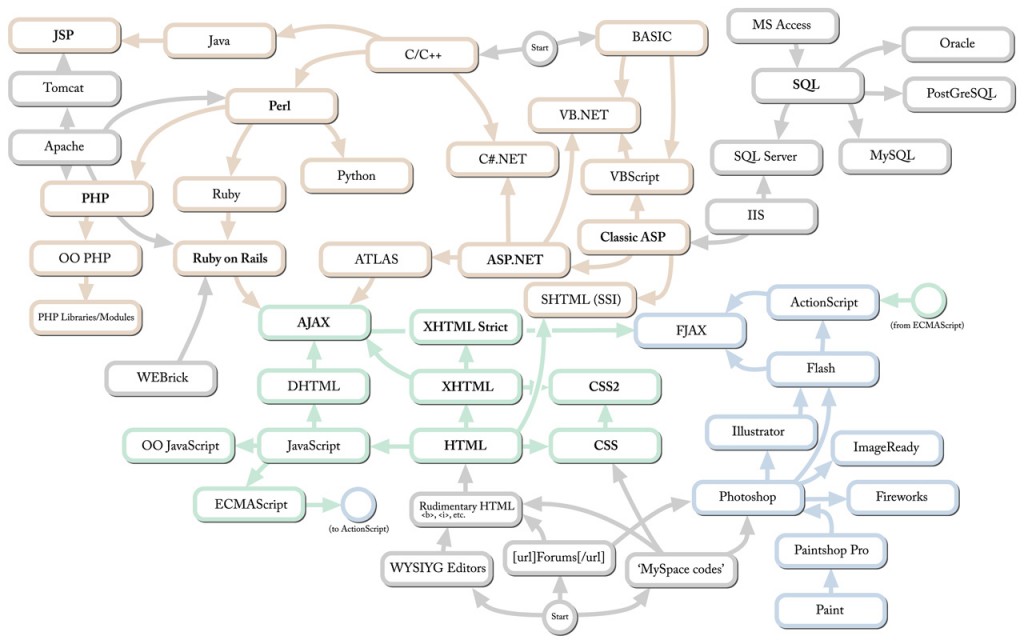 JSP
Java
C/C++
Start
BASIC
MS Access
Oracle
Tomcat
Perl
VB.NET
SQL
PostGreSQL
Apache
C#.NET
Python
VBScript
SQL Server
MySQL
PHP
Ruby
Classic ASP
IIS
OO PHP
Ruby on Rails
ATLAS
ASP.NET
PHP Libraries/Modules
SHTML (SSI)
ActionScript
(from ECMAScript)
AJAX
XHTML Strict
FJAX
WEBrick
DHTML
XHTML
CSS2
Flash
OO JavaScript
JavaScript
HTML
CSS
Illustrator
ImageReady
ECMAScript
(to ActionScript)
Rudimentary HTML
<b>, <i>, etc.
Photoshop
Fireworks
WYSIYG Editors
[url]Forums[/url]
'MySpace codes'
Paintshop Pro
Start
Paint